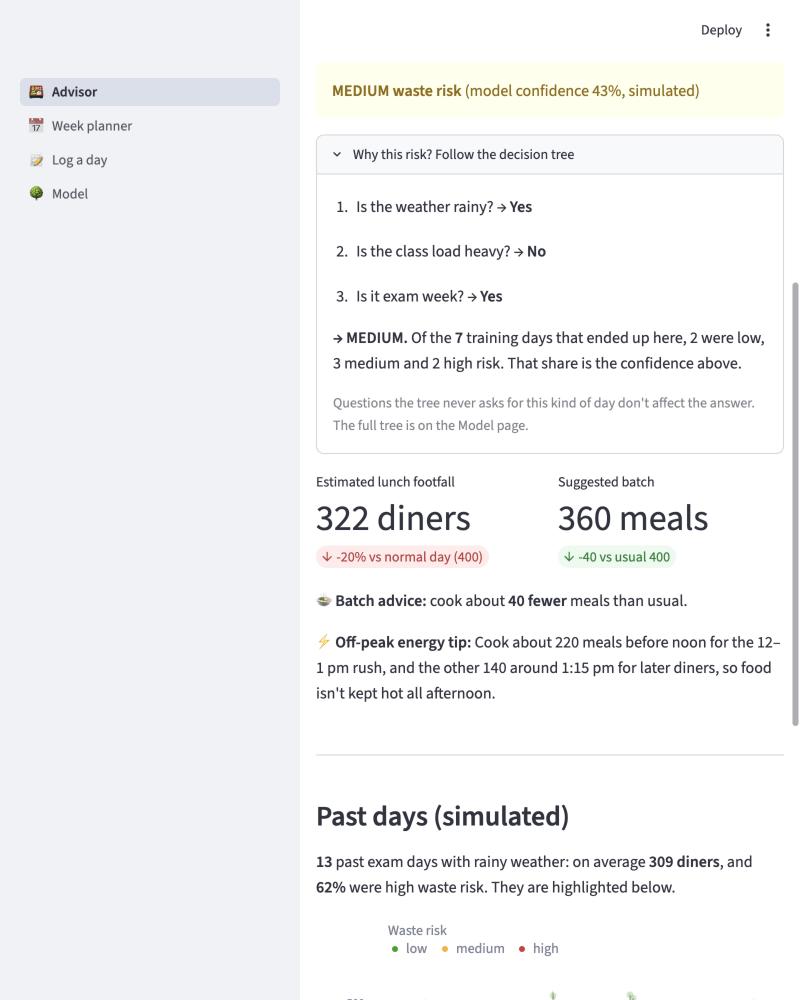 Deploy
Advisor
Week planner
Log a day
Model
MEDIUM waste risk (model confidence 43%, simulated)
Why this risk? Follow the decision tree
1. Is the weather rainy? → Yes
2. Is the class load heavy? → No
3. Is it exam week? → Yes
→ MEDIUM. Of the 7 training days that ended up here, 2 were low,
3 medium and 2 high risk. That share is the confidence above.
Questions the tree never asks for this kind of day don't affect the answer.
The full tree is on the Model page.
Estimated lunch footfall
322 diners
↓ -20% vs normal day (400)
Suggested batch
360 meals
↓ -40 vs usual 400
Batch advice: cook about 40 fewer meals than usual.
Off-peak energy tip: Cook about 220 meals before noon for the 12–
1 pm rush, and the other 140 around 1:15 pm for later diners, so food
isn't kept hot all afternoon.
Past days (simulated)
13 past exam days with rainy weather: on average 309 diners, and
62% were high waste risk. They are highlighted below.
Waste risk
low medium high